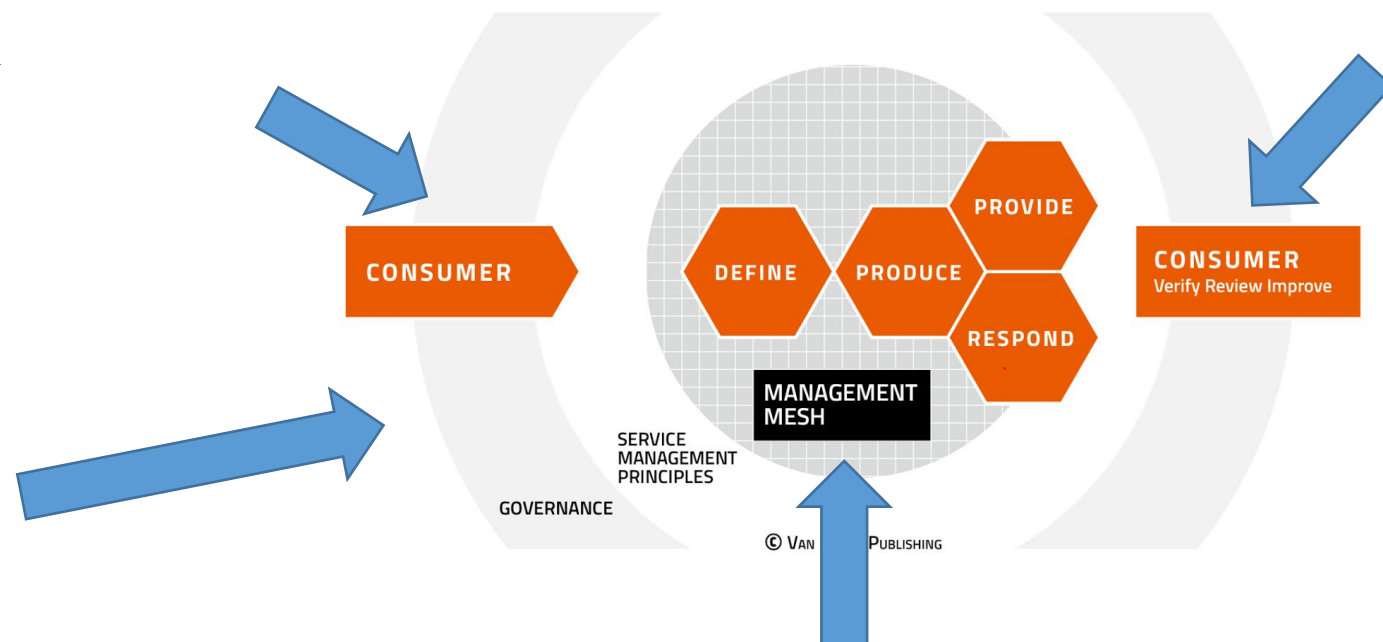 PROVIDE
CONSUMER
DEFINE
PRODUCE
CONSUMER
Verify Review Improve
RESPOND
MANAGEMENT
MESH
SERVICE
MANAGEMENT
PRINCIPLES
GOVERNANCE
© VAN PUBLISHING